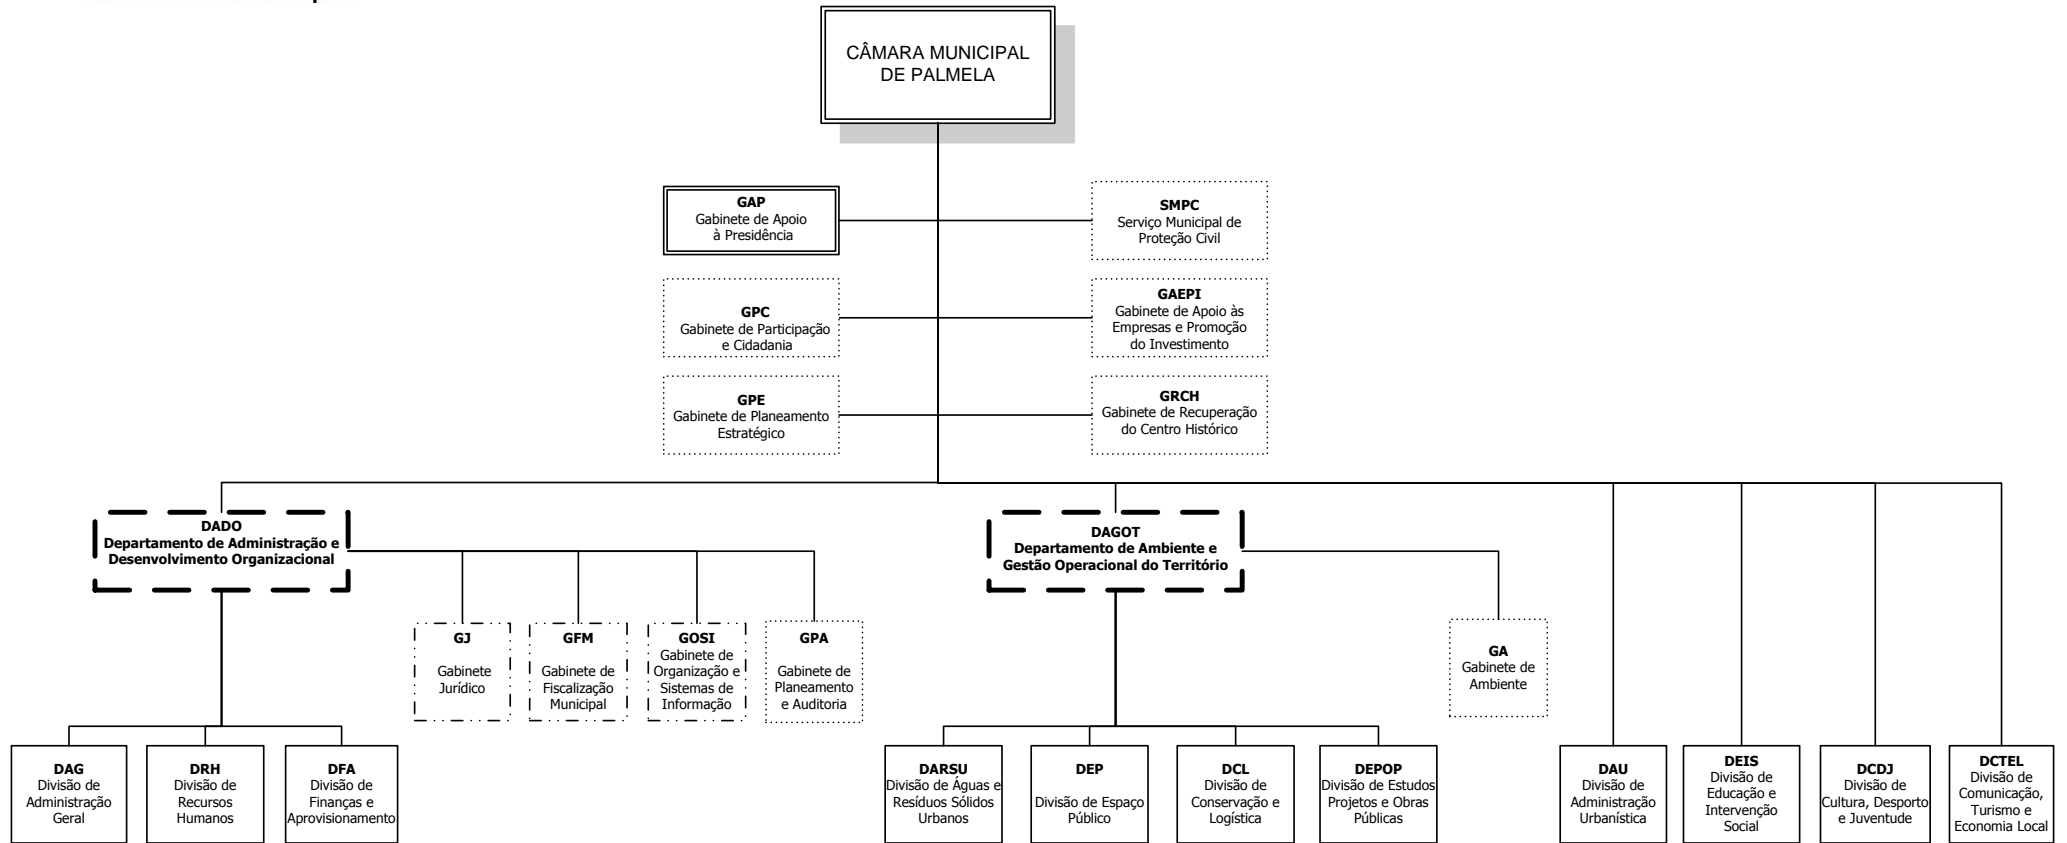 CÂMARA MUNICIPAL
DE PALMELA
GAP
Gabinete de Apoio
à Presidência
SMPC
Serviço Municipal de
Proteção Civil
GPC
Gabinete de Participação
e Cidadania
GAEPI
Gabinete de Apoio às
Empresas e Promoção
do Investimento
GPE
Gabinete de Planeamento
Estratégico
GRCH
Gabinete de Recuperação
do Centro Histórico
DADO
Departamento de Administração e
Desenvolvimento Organizacional
DAGOT
Departamento de Ambiente e
Gestão Operacional do Território
GJ
Gabinete
Jurídico
GFM
Gabinete de
Fiscalização
Municipal
GOSI
Gabinete de
Organização e
Sistemas de
Informação
GPA
Gabinete de
Planeamento
e Auditoria
GA
Gabinete de
Ambiente
DAG
Divisão de
Administração
Geral
DRH
Divisão de
Recursos
Humanos
DFA
Divisão de
Finanças e
Aprovisionamento
DARSU
Divisão de Águas e
Resíduos Sólidos
Urbanos
DEP
Divisão de Espaço
Público
DCL
Divisão de
Conservação e
Logística
DEPOP
Divisão de Estudos
Projetos e Obras
Públicas
DAU
Divisão de
Administração
Urbanística
DEIS
Divisão de
Educação e
Intervenção
Social
DCDJ
Divisão de
Cultura, Desporto
e Juventude
DCTEL
Divisão de
Comunicação,
Turismo e
Economia Local